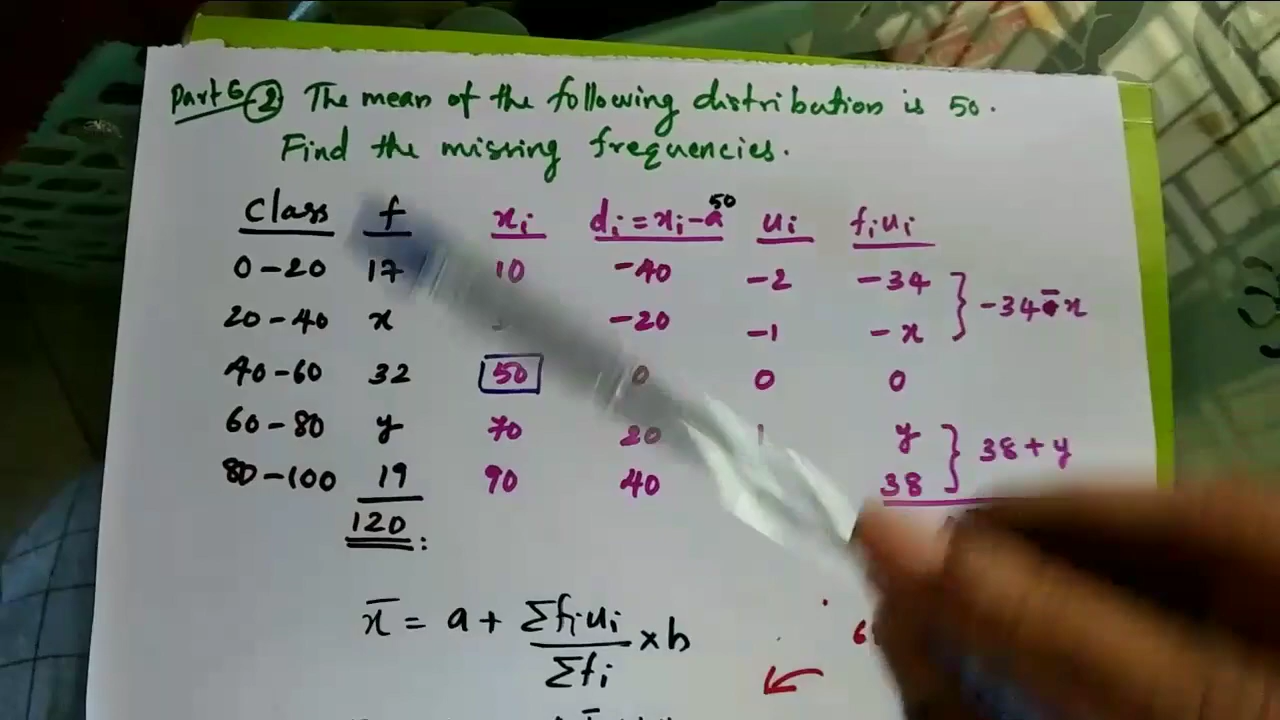 Part 6 ② The mean of the following distribution is 50.
Find the missing frequencies.
Class f xi di = xi - a 50 ui fiui
0-20 17 10 -40 -2 -34
} -34-x
20-40 x -20 -1 -x
40-60 32 50 0 0 0
60-80 y 70 20 1 y
} 38+y
80-100 19 90 40 38
120 :
x̄ = a + Σfiui / Σfi × h